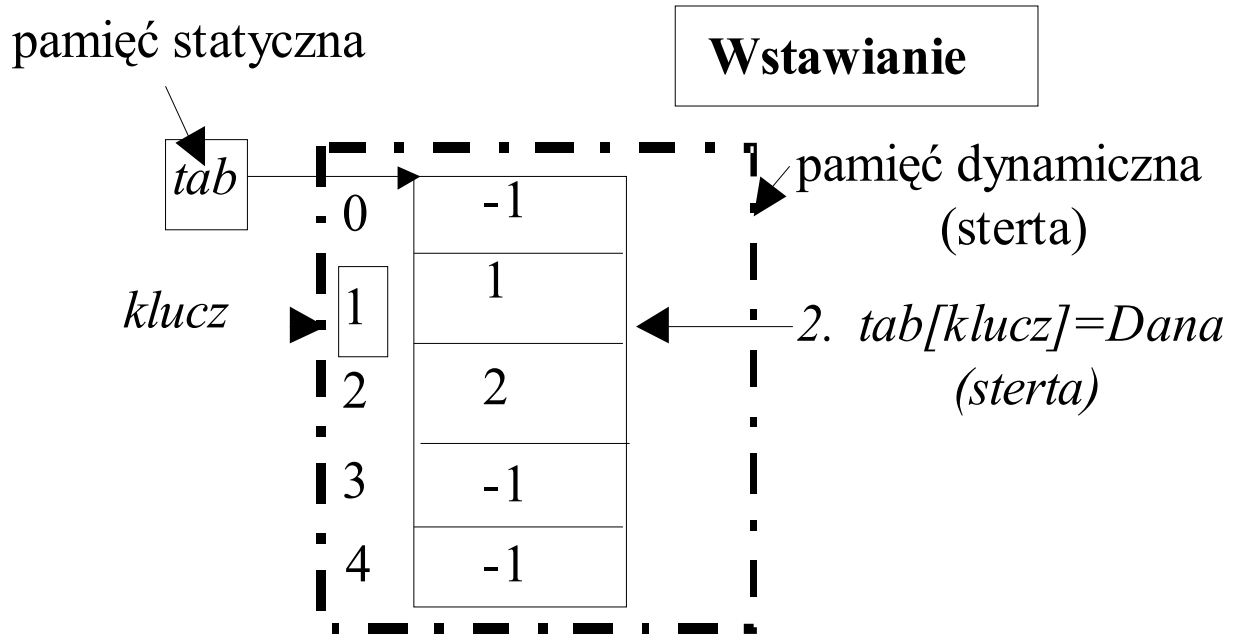 pamięć statyczna
Wstawianie
tab
pamięć dynamiczna
(sterta)
0 -1
klucz 1 1
2. tab[klucz]=Dana
(sterta)
2 2
3 -1
4 -1